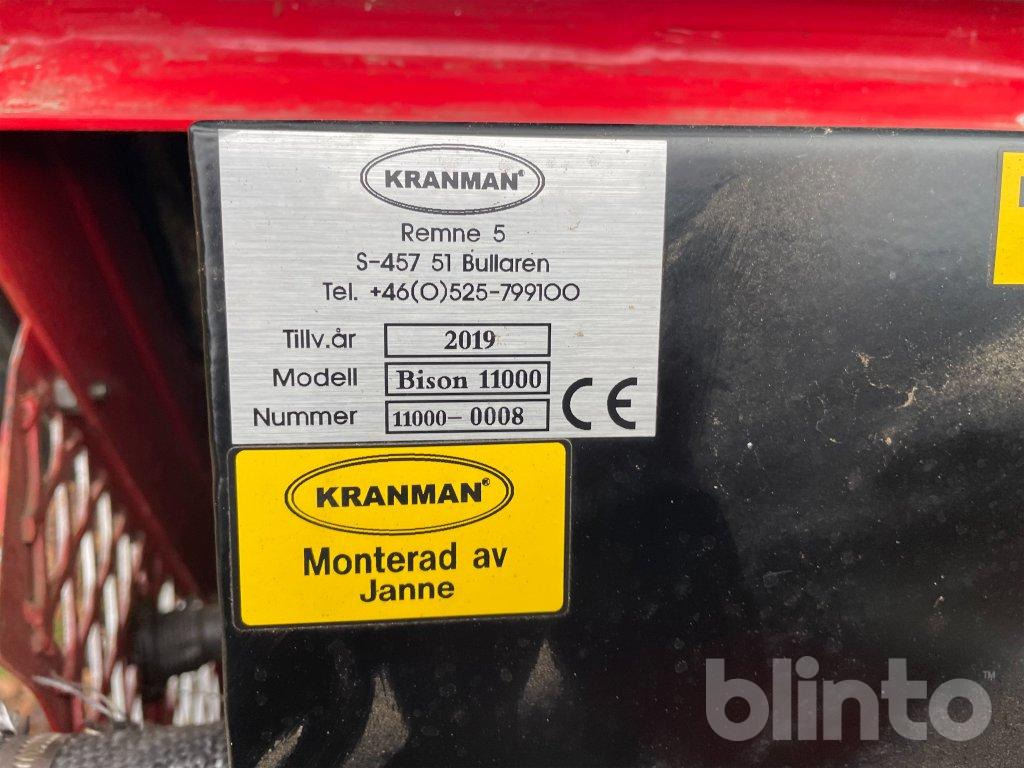 KRANMAN®
Remne 5
S-457 51 Bullaren
Tel. +46(0)525-799100
Tillv.år 2019
Modell Bison 11000
Nummer 11000-0008
CE
KRANMAN®
Monterad av
Janne
blinto™